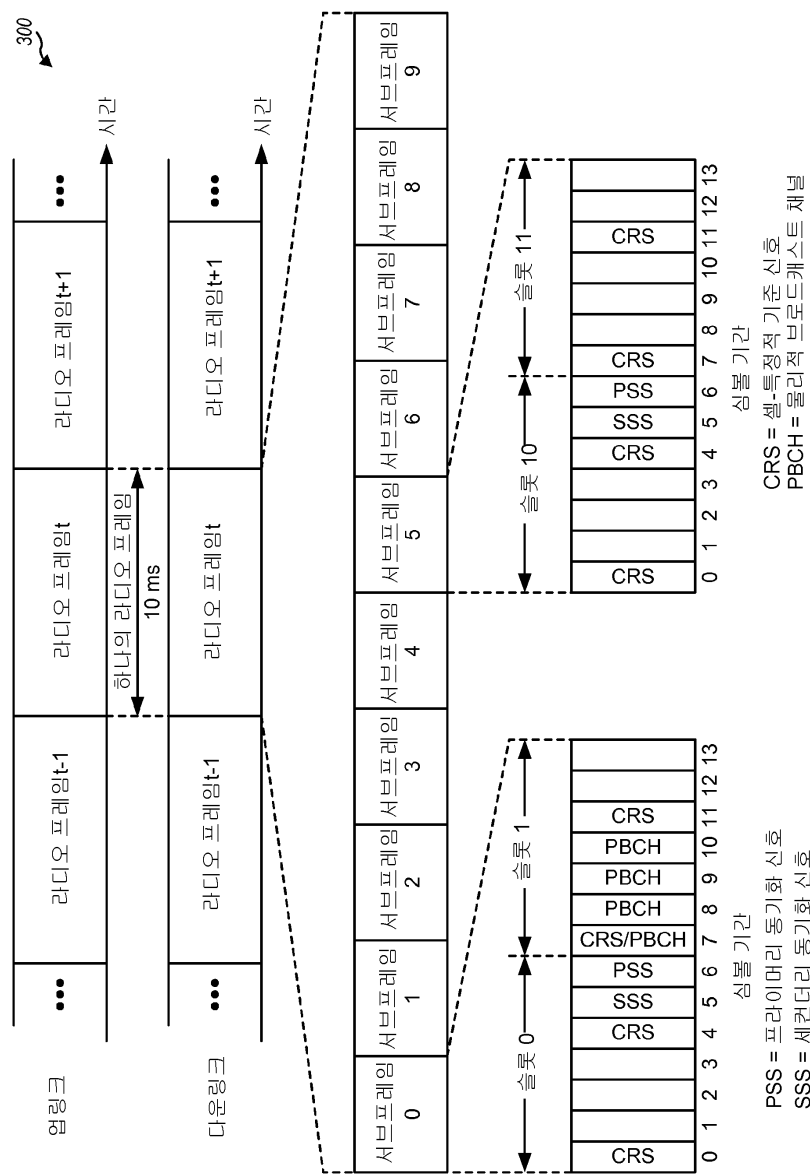 300
업링크
••• 라디오 프레임t-1 라디오 프레임t 라디오 프레임t+1 •••
시간
하나의 라디오 프레임
10 ms
다운링크
••• 라디오 프레임t-1 라디오 프레임t 라디오 프레임t+1 •••
시간
서브프레임 0
서브프레임 1
서브프레임 2
서브프레임 3
서브프레임 4
서브프레임 5
서브프레임 6
서브프레임 7
서브프레임 8
서브프레임 9
슬롯 0
슬롯 1
CRS CRS SSS PSS CRS/PBCH PBCH PBCH PBCH CRS
0 1 2 3 4 5 6 7 8 9 10 11 12 13
심볼 기간
슬롯 10
슬롯 11
CRS CRS SSS PSS CRS CRS
0 1 2 3 4 5 6 7 8 9 10 11 12 13
심볼 기간
PSS = 프라이머리 동기화 신호
SSS = 세컨더리 동기화 신호
CRS = 셀-특정적 기준 신호
PBCH = 물리적 브로드캐스트 채널